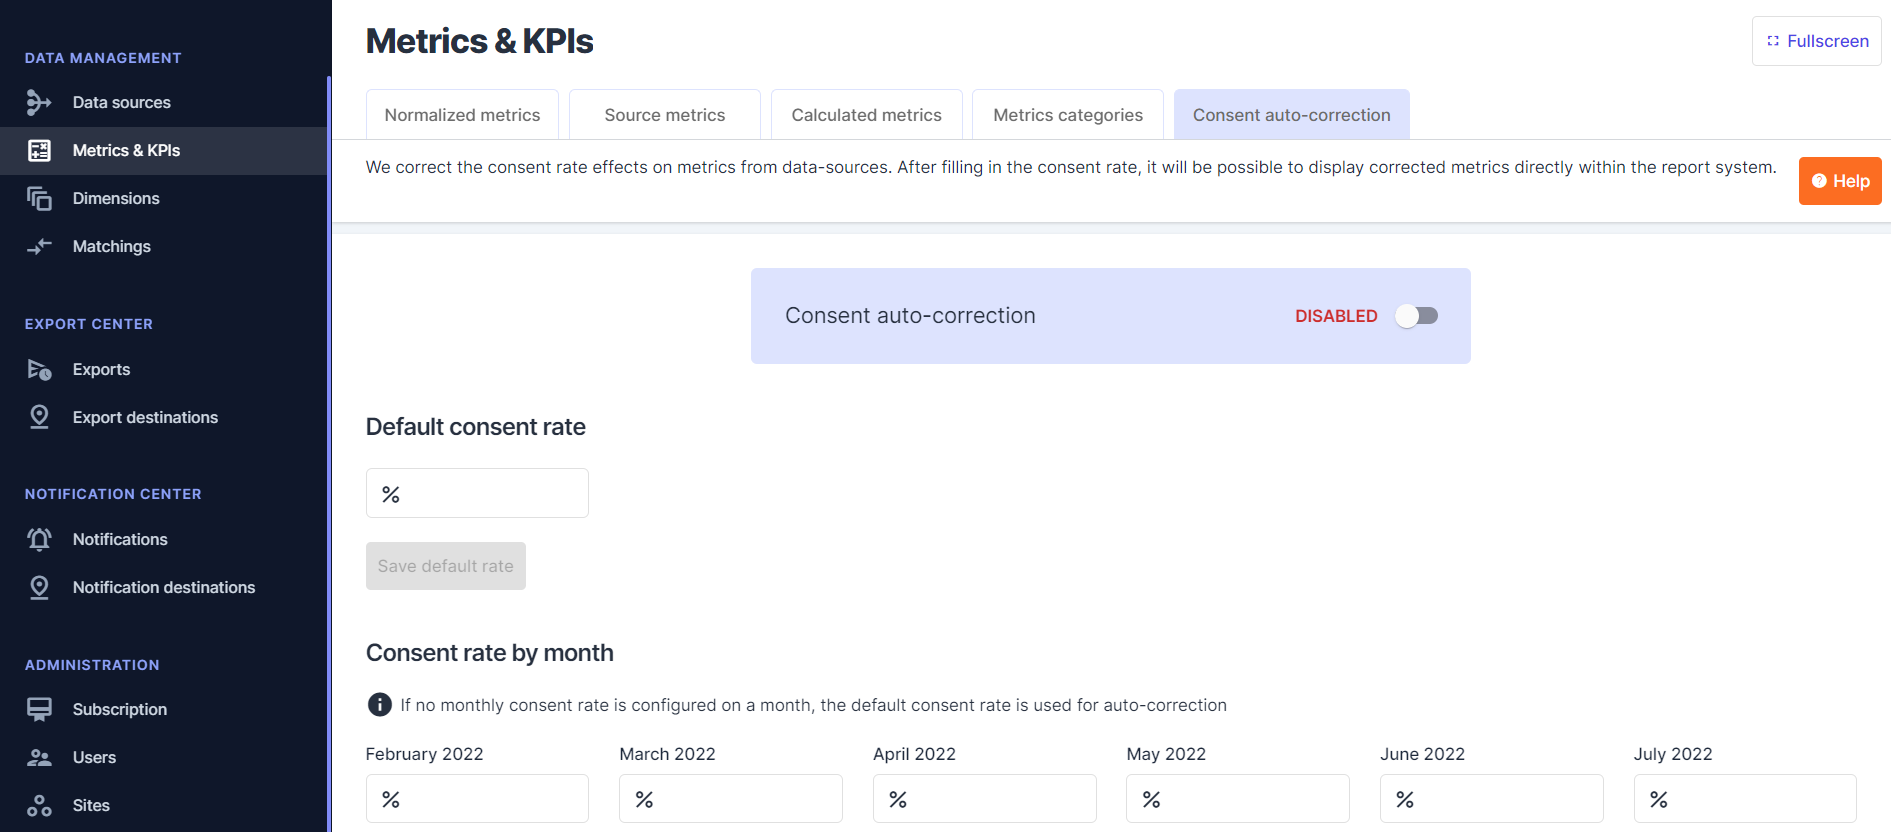 DATA MANAGEMENT
Data sources
Metrics & KPIs
Dimensions
Matchings
EXPORT CENTER
Exports
Export destinations
NOTIFICATION CENTER
Notifications
Notification destinations
ADMINISTRATION
Subscription
Users
Sites
Metrics & KPIs
Fullscreen
Normalized metrics
Source metrics
Calculated metrics
Metrics categories
Consent auto-correction
We correct the consent rate effects on metrics from data-sources. After filling in the consent rate, it will be possible to display corrected metrics directly within the report system.
Help
Consent auto-correction
DISABLED
Default consent rate
%
Save default rate
Consent rate by month
If no monthly consent rate is configured on a month, the default consent rate is used for auto-correction
February 2022 March 2022 April 2022 May 2022 June 2022 July 2022
% % % % % %